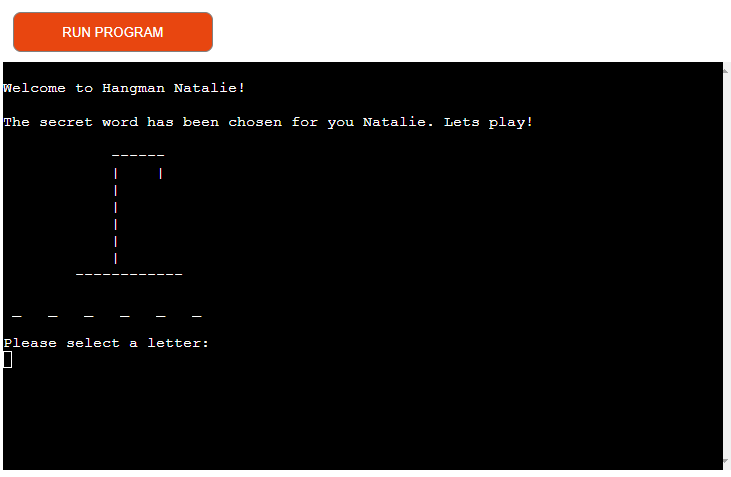 RUN PROGRAM
Welcome to Hangman Natalie!
The secret word has been chosen for you Natalie. Lets play!
------
|    |
|
|
|
|
|
------------
_   _   _   _   _   _
Please select a letter: